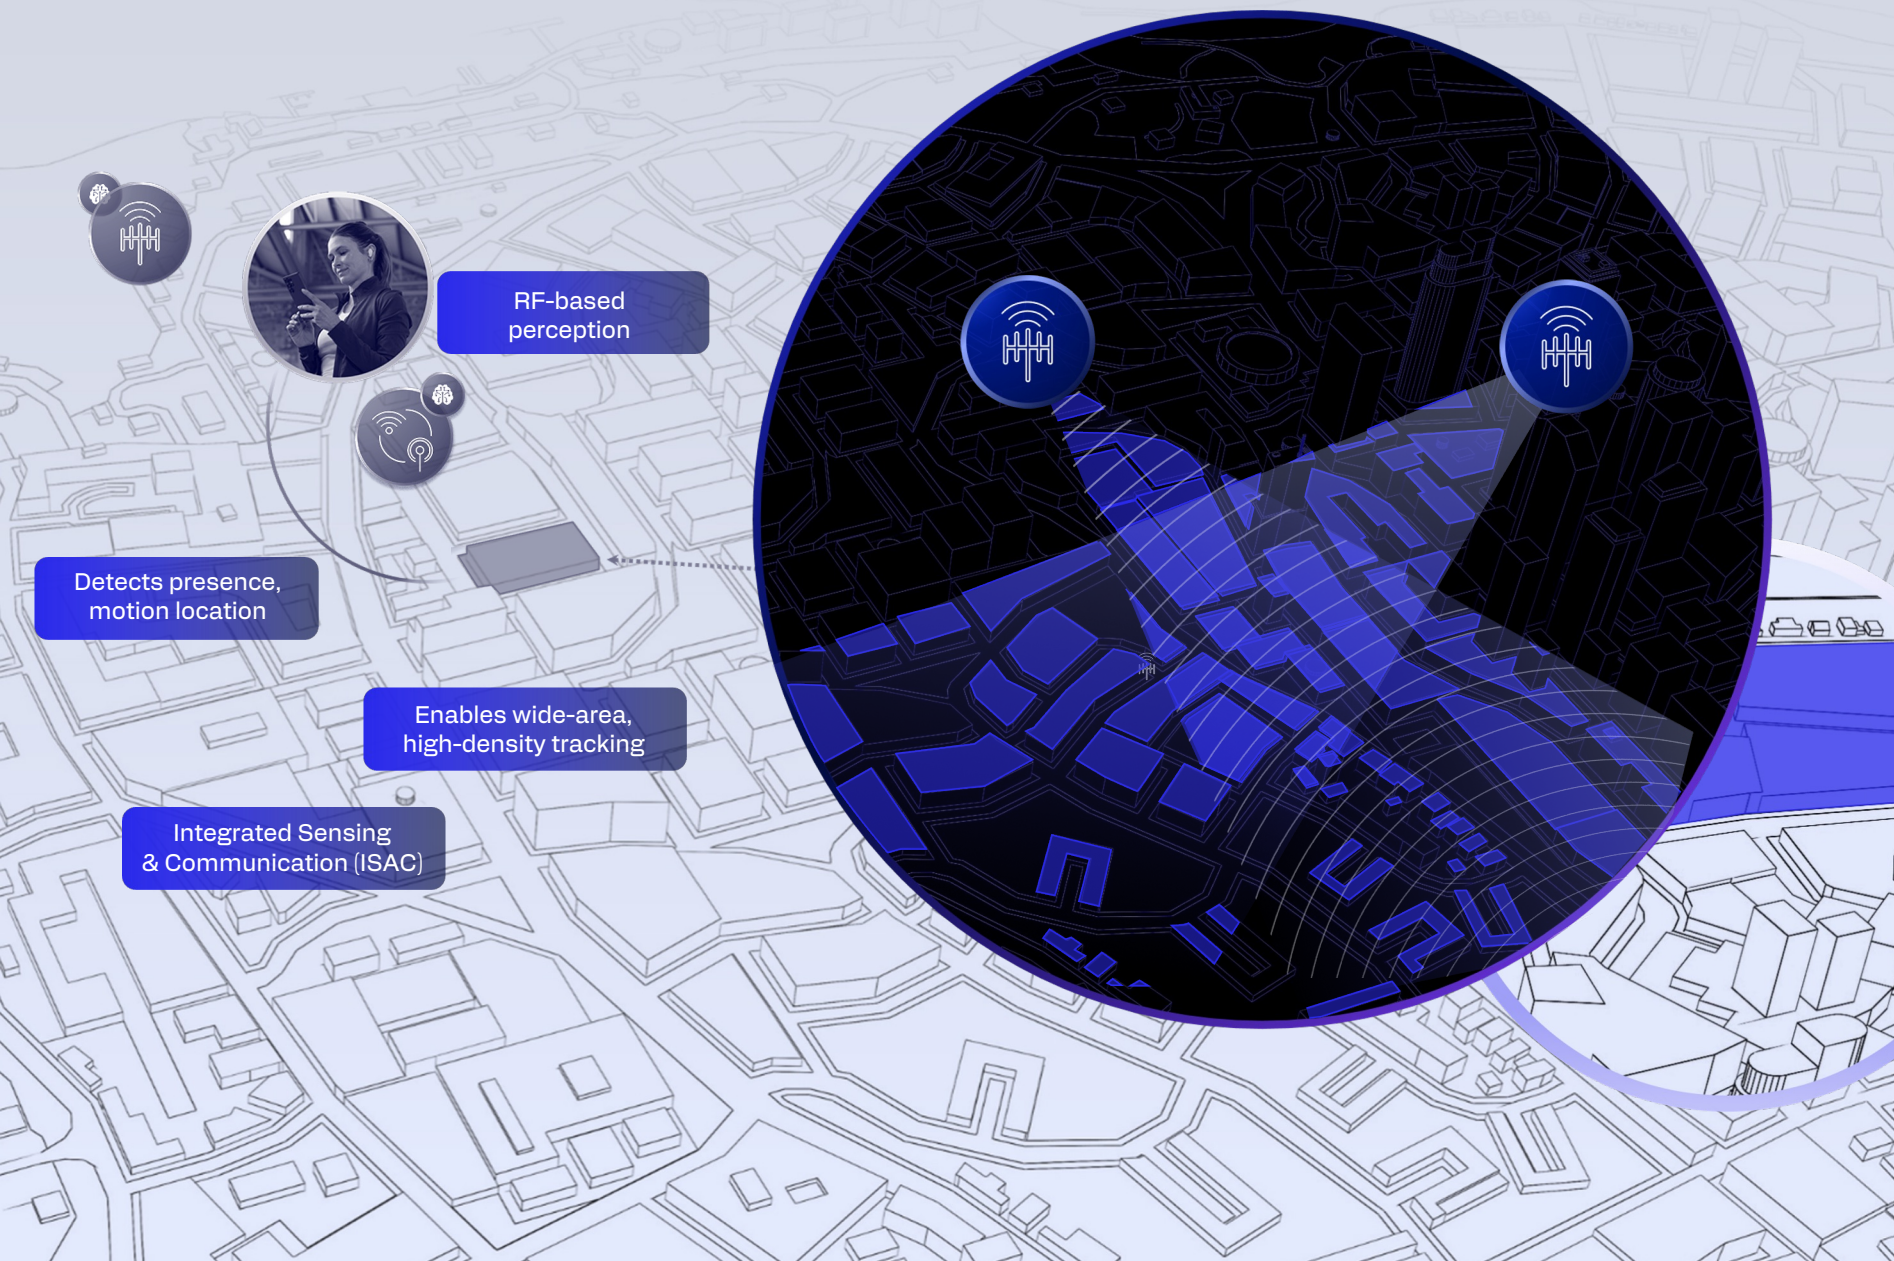 RF-based
perception
Detects presence,
motion location
Enables wide-area,
high-density tracking
Integrated Sensing
& Communication (ISAC)